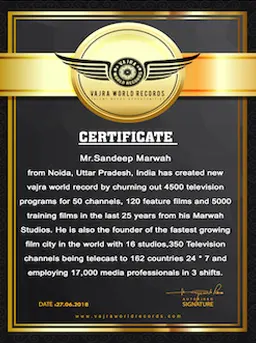 VAJRA
WORLD RECORDS
VAJRA WORLD RECORDS
CERTIFICATE
Mr.Sandeep Marwah
from Noida, Uttar Pradesh, India has created new
vajra world record by churning out 4500 television
programs for 50 channels, 120 feature films and 5000
training films in the last 25 years from his Marwah
Studios. He is also the founder of the fastest growing
film city in the world with 16 studios,350 Television
channels being telecast to 162 countries 24 * 7 and
employing 17,000 media professionals in 3 shifts.
DATE :27.06.2018
AUTHORISED
SIGNATURE
www.vajraworldrecords.com